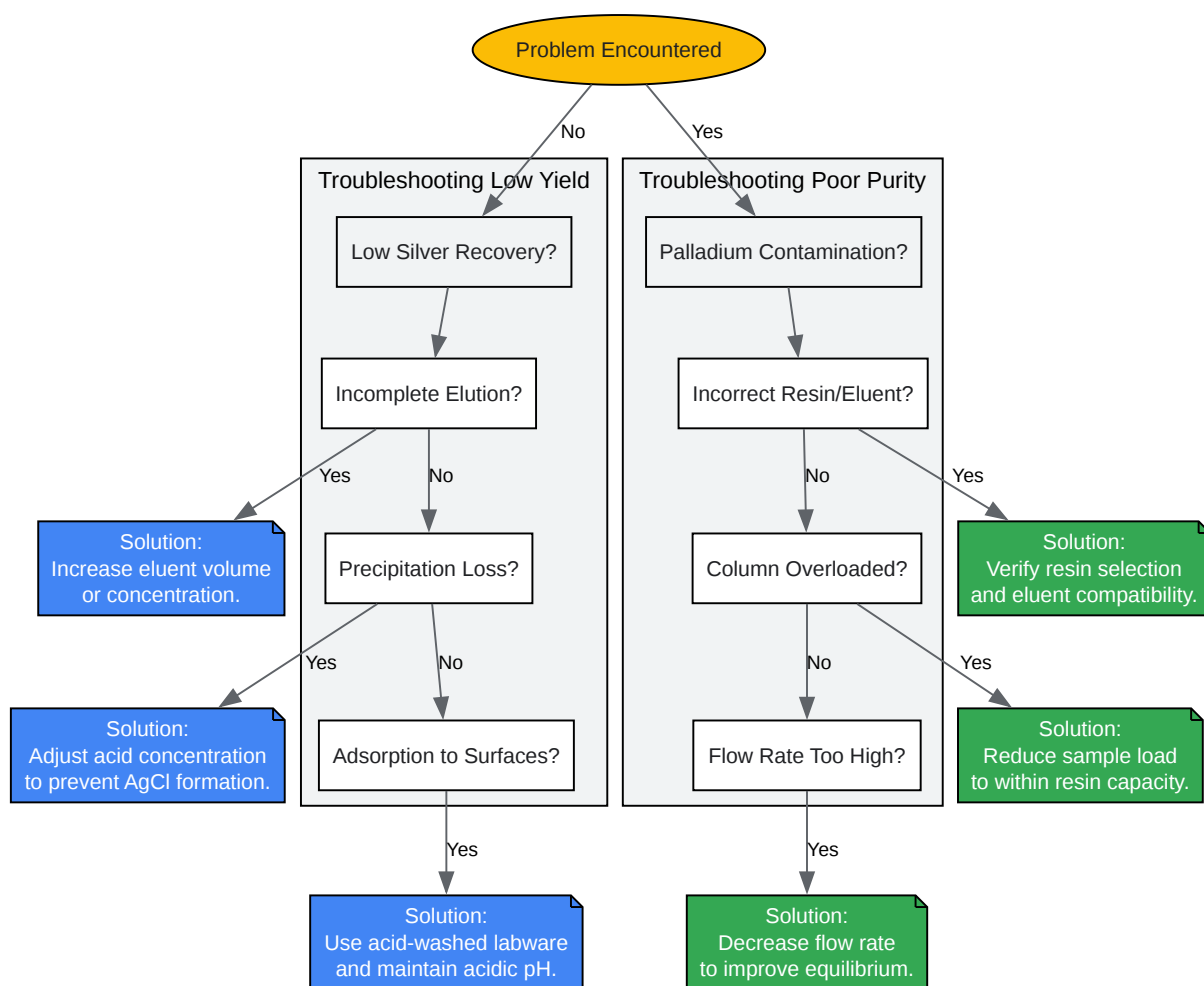 Problem Encountered
No
Yes
Troubleshooting Low Yield
Troubleshooting Poor Purity
Low Silver Recovery?
Palladium Contamination?
Incomplete Elution?
Incorrect Resin/Eluent?
Yes
No
No
Yes
Solution:
Increase eluent volume
or concentration.
Precipitation Loss?
Column Overloaded?
Solution:
Verify resin selection
and eluent compatibility.
Yes
No
No
Yes
Solution:
Adjust acid concentration
to prevent AgCl formation.
Adsorption to Surfaces?
Flow Rate Too High?
Solution:
Reduce sample load
to within resin capacity.
Yes
Yes
Solution:
Use acid-washed labware
and maintain acidic pH.
Solution:
Decrease flow rate
to improve equilibrium.